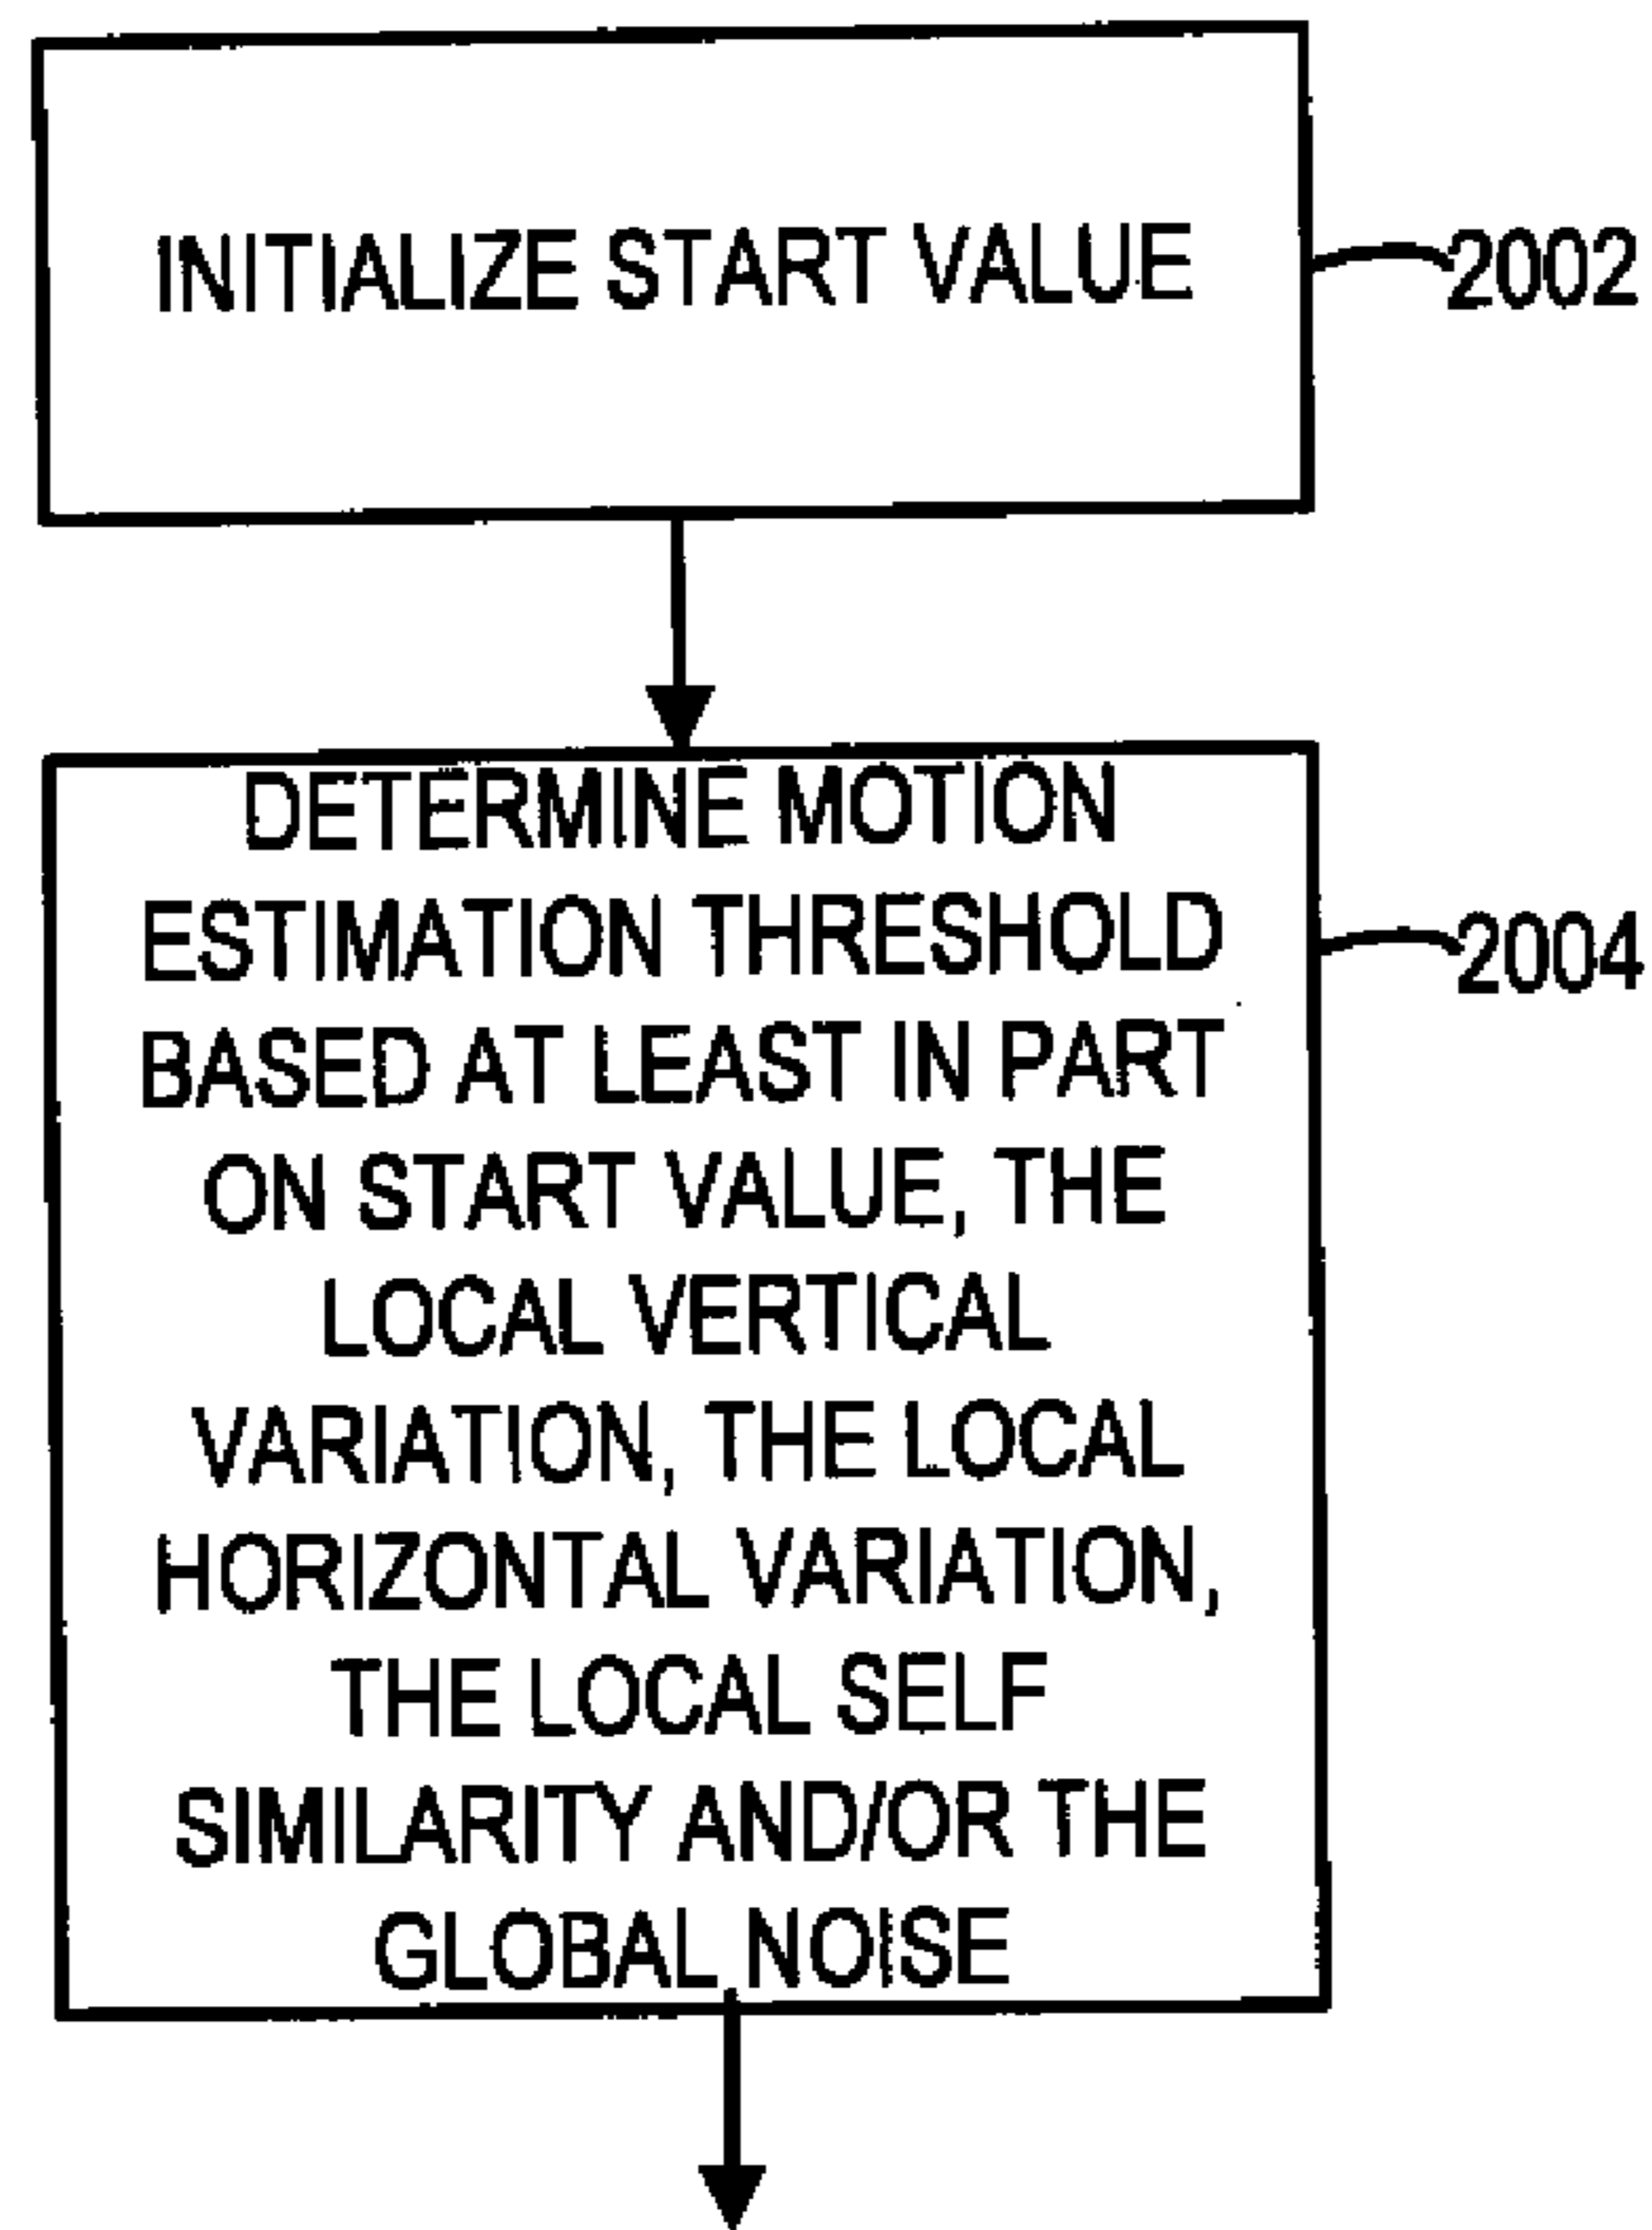 INITIALIZE START VALUE
2002
DETERMINE MOTION
ESTIMATION THRESHOLD
2004
BASED AT LEAST IN PART
ON START VALUE, THE
LOCAL VERTICAL
VARIATION, THE LOCAL
HORIZONTAL VARIATION,
THE LOCAL SELF
SIMILARITY AND/OR THE
GLOBAL NOISE